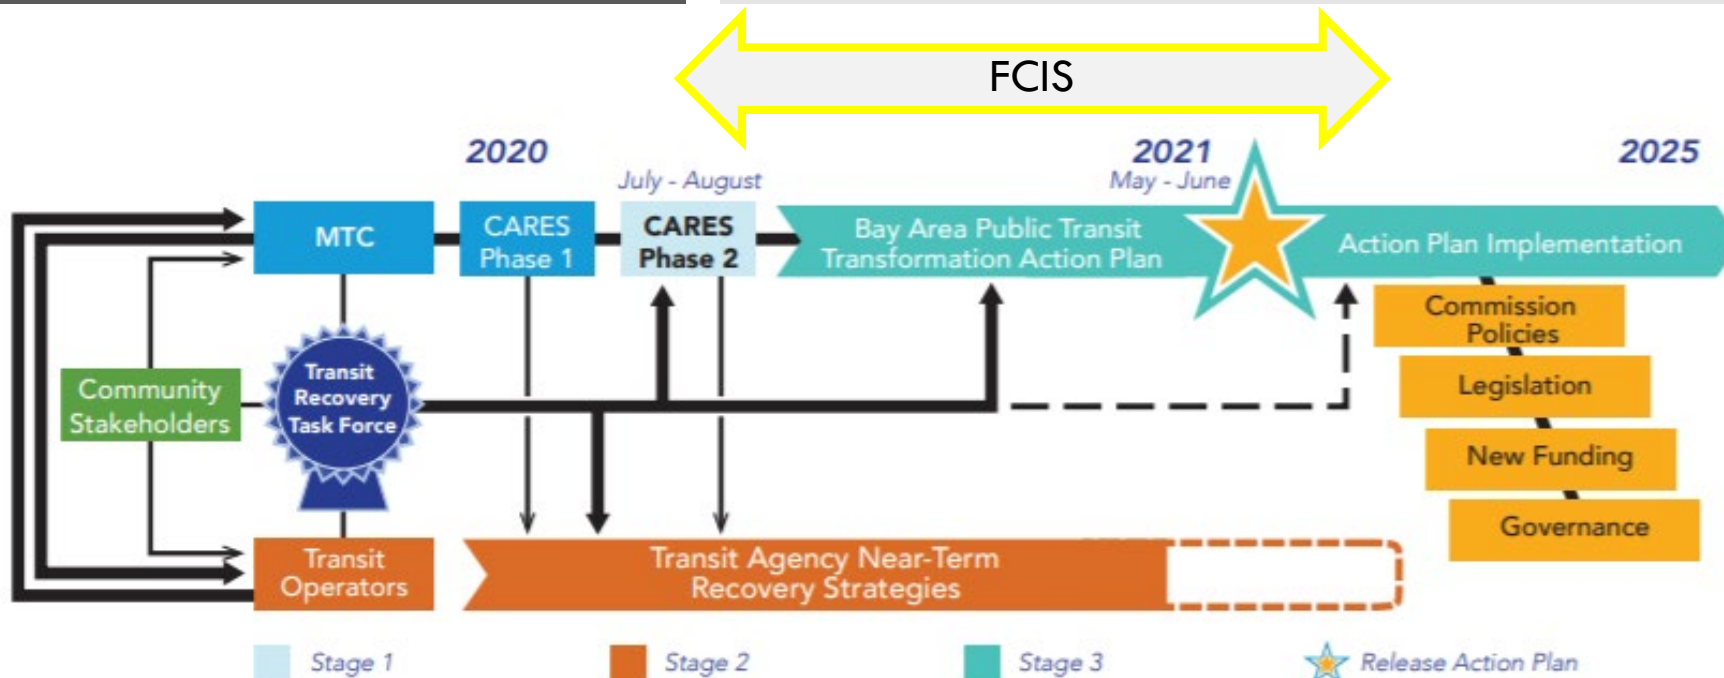 FCIS
2020
2021
2025
July - August
May - June
MTC
CARES
Phase 1
CARES
Phase 2
Bay Area Public Transit
Transformation Action Plan
Action Plan Implementation
Commission
Policies
Legislation
New Funding
Governance
Community
Stakeholders
Transit
Recovery
Task Force
Transit
Operators
Transit Agency Near-Term
Recovery Strategies
Stage 1
Stage 2
Stage 3
Release Action Plan